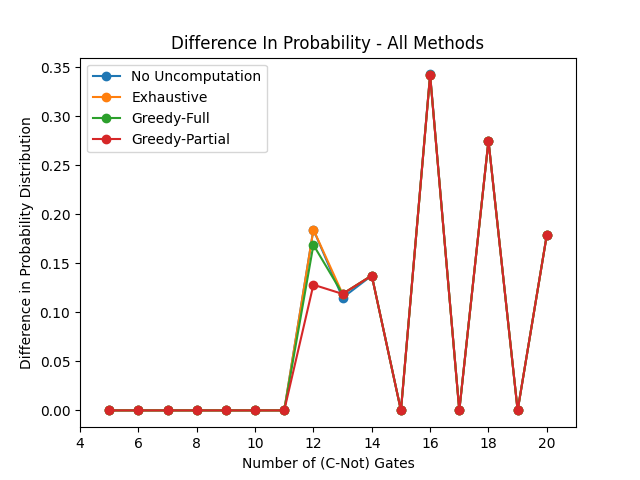 Difference In Probability - All Methods
No Uncomputation
Exhaustive
Greedy-Full
Greedy-Partial
Difference in Probability Distribution
0.35
0.30
0.25
0.20
0.15
0.10
0.05
0.00
4 6 8 10 12 14 16 18 20
Number of (C-Not) Gates